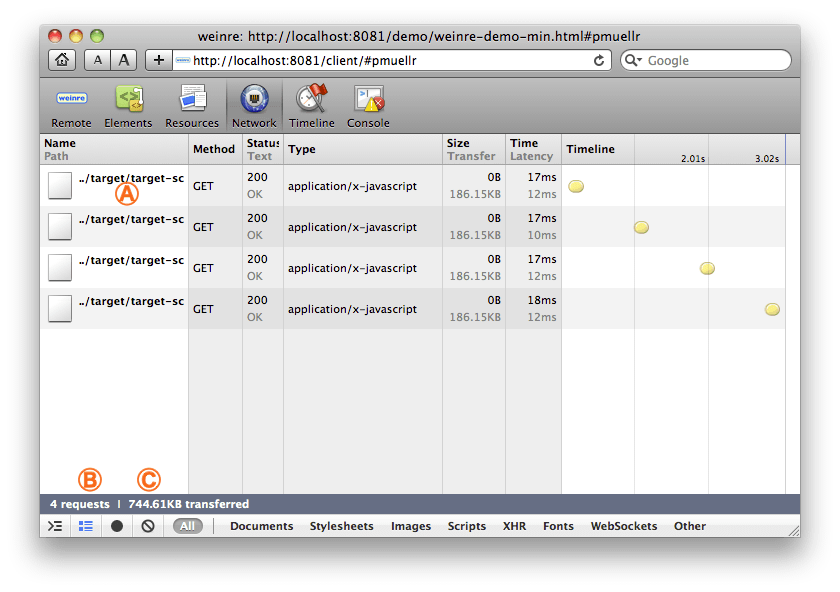 weinre: http://localhost:8081/demo/weinre-demo-min.html#pmuellr
A A + http://localhost:8081/client/#pmuellr Google
weinre
Remote Elements Resources Network Timeline Console
Name Method Status Type Size Time Timeline
Path Text Transfer Latency 2.01s 3.02s
../target/target-sc GET 200 application/x-javascript 0B 17ms
A OK 186.15KB 12ms
../target/target-sc GET 200 application/x-javascript 0B 17ms
OK 186.15KB 10ms
../target/target-sc GET 200 application/x-javascript 0B 17ms
OK 186.15KB 12ms
../target/target-sc GET 200 application/x-javascript 0B 18ms
OK 186.15KB 12ms
B C
4 requests | 744.61KB transferred
All Documents Stylesheets Images Scripts XHR Fonts WebSockets Other